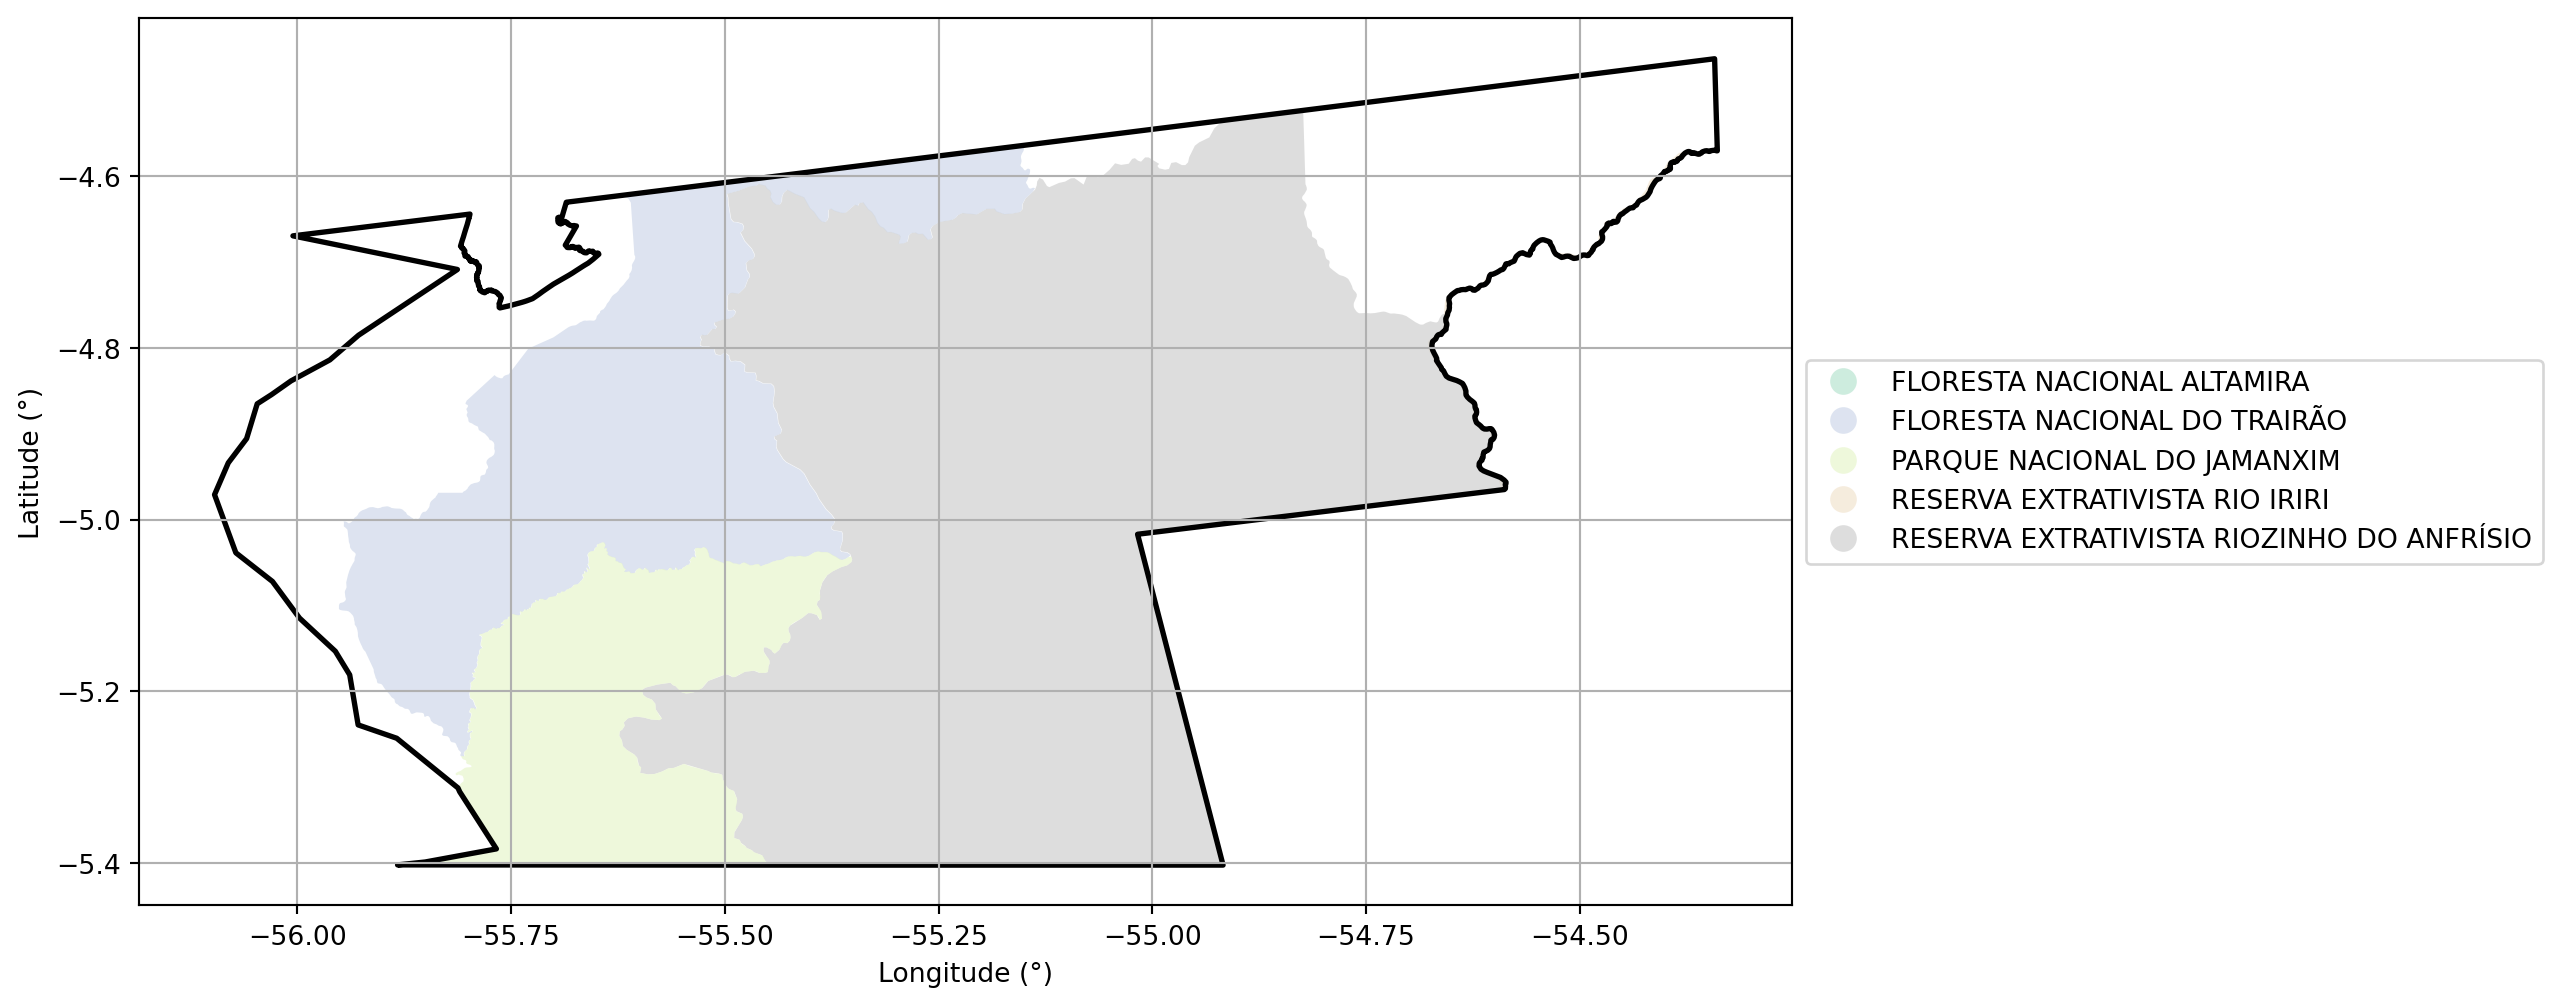 −4.6
−4.8
−5.0
−5.2
−5.4
Latitude (°)
−56.00
−55.75
−55.50
−55.25
−55.00
−54.75
−54.50
Longitude (°)
FLORESTA NACIONAL ALTAMIRA
FLORESTA NACIONAL DO TRAIRÃO
PARQUE NACIONAL DO JAMANXIM
RESERVA EXTRATIVISTA RIO IRIRI
RESERVA EXTRATIVISTA RIOZINHO DO ANFRÍSIO